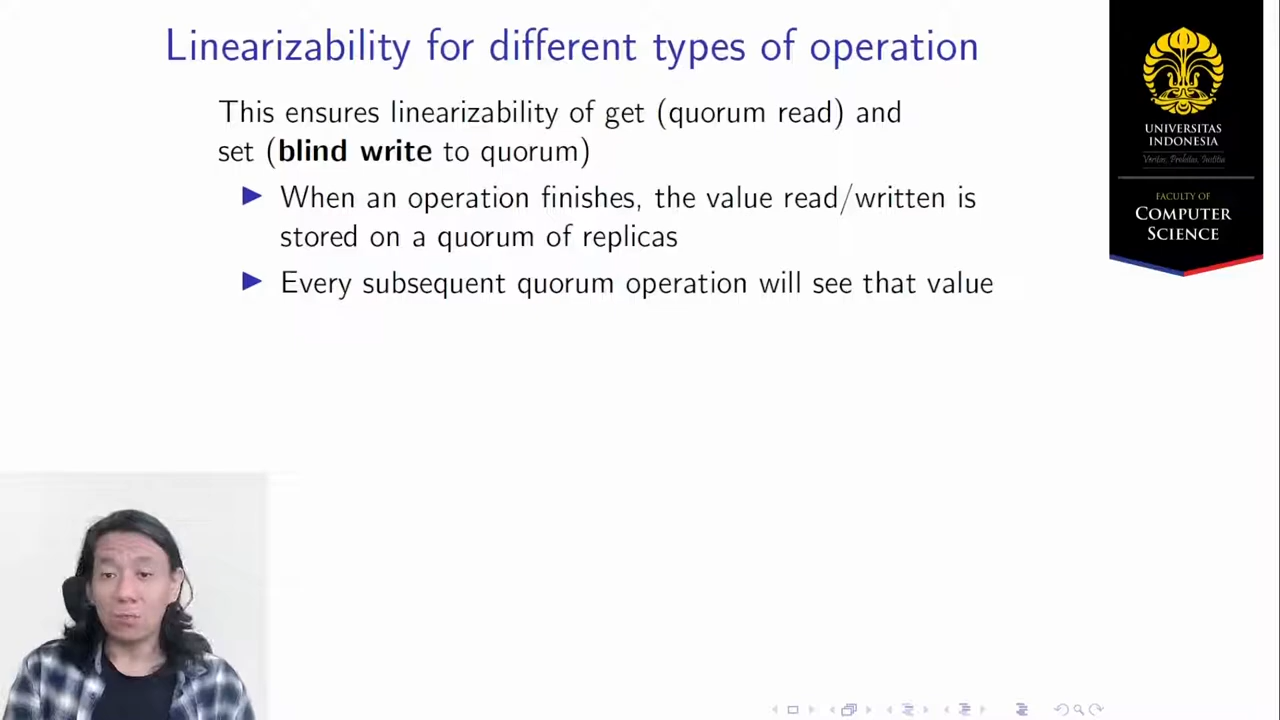 Linearizability for different types of operation
This ensures linearizability of get (quorum read) and
set (blind write to quorum)
When an operation finishes, the value read/written is
stored on a quorum of replicas
Every subsequent quorum operation will see that value
UNIVERSITAS
INDONESIA
Veritas, Probitas, Iustitia
FACULTY OF
COMPUTER
SCIENCE